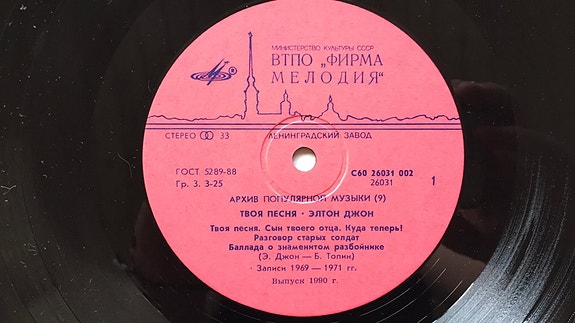 МИНИСТЕРСТВО КУЛЬТУРЫ СССР
ВТПО „ФИРМА
МЕЛОДИЯ“
СТЕРЕО 33 ЛЕНИНГРАДСКИЙ ЗАВОД
ГОСТ 5289-88 С60 26031 002
Гр. 3. 3-25 26031 1
АРХИВ ПОПУЛЯРНОЙ МУЗЫКИ (9)
ТВОЯ ПЕСНЯ · ЭЛТОН ДЖОН
Твоя песня. Сын твоего отца. Куда теперь!
Разговор старых солдат
Баллада о знаменитом разбойнике
(Э. Джон — Б. Топин)
Записи 1969 — 1971 гг.
Выпуск 1990 г.